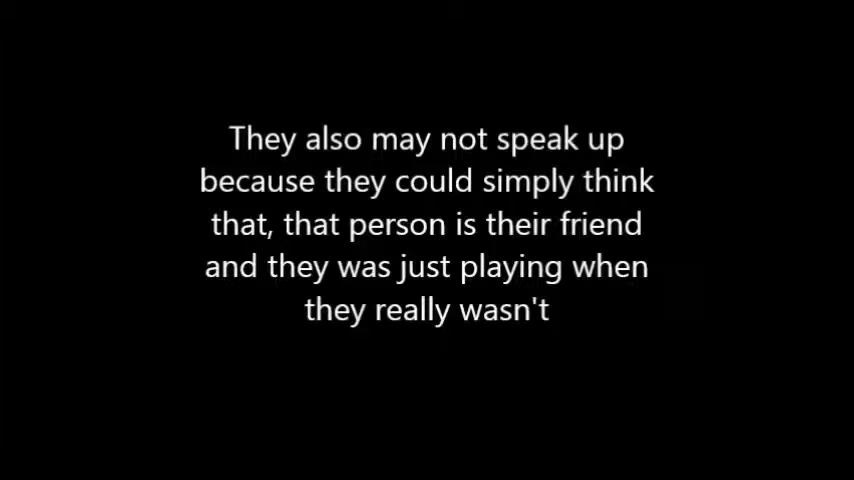 They also may not speak up
because they could simply think
that, that person is their friend
and they was just playing when
they really wasn't